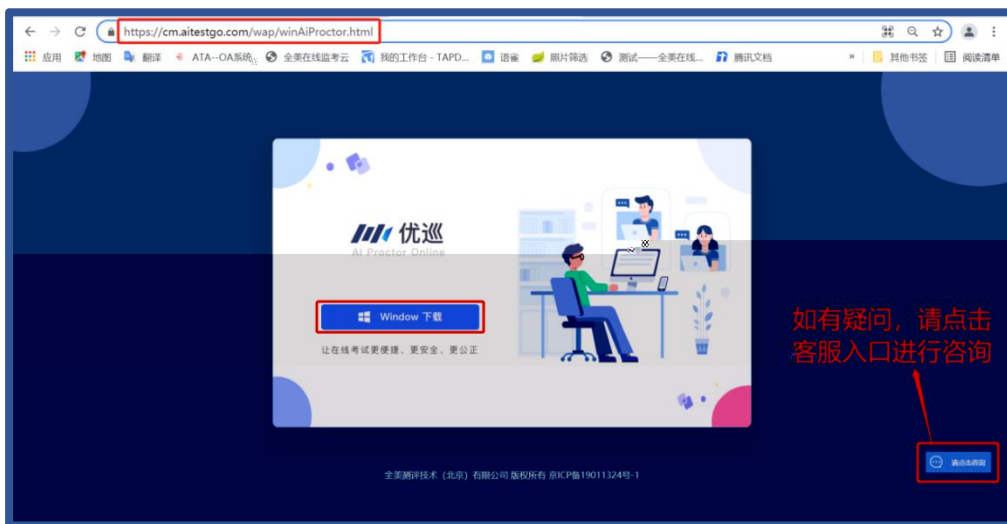 https://cm.aitestgo.com/wap/winAiProctor.html
应用 地图 翻译 ATA--OA系统 全美在线监考云 我的工作台 - TAPD... 语雀 照片筛选 测试——全美在线... 腾讯文档 » 其他书签 阅读清单
优巡
AI Proctor Online
Window 下载
让在线考试更便捷、更安全、更公正
如有疑问，请点击
客服入口进行咨询
请点击咨询
全美测评技术（北京）有限公司 版权所有 京ICP备19011324号-1